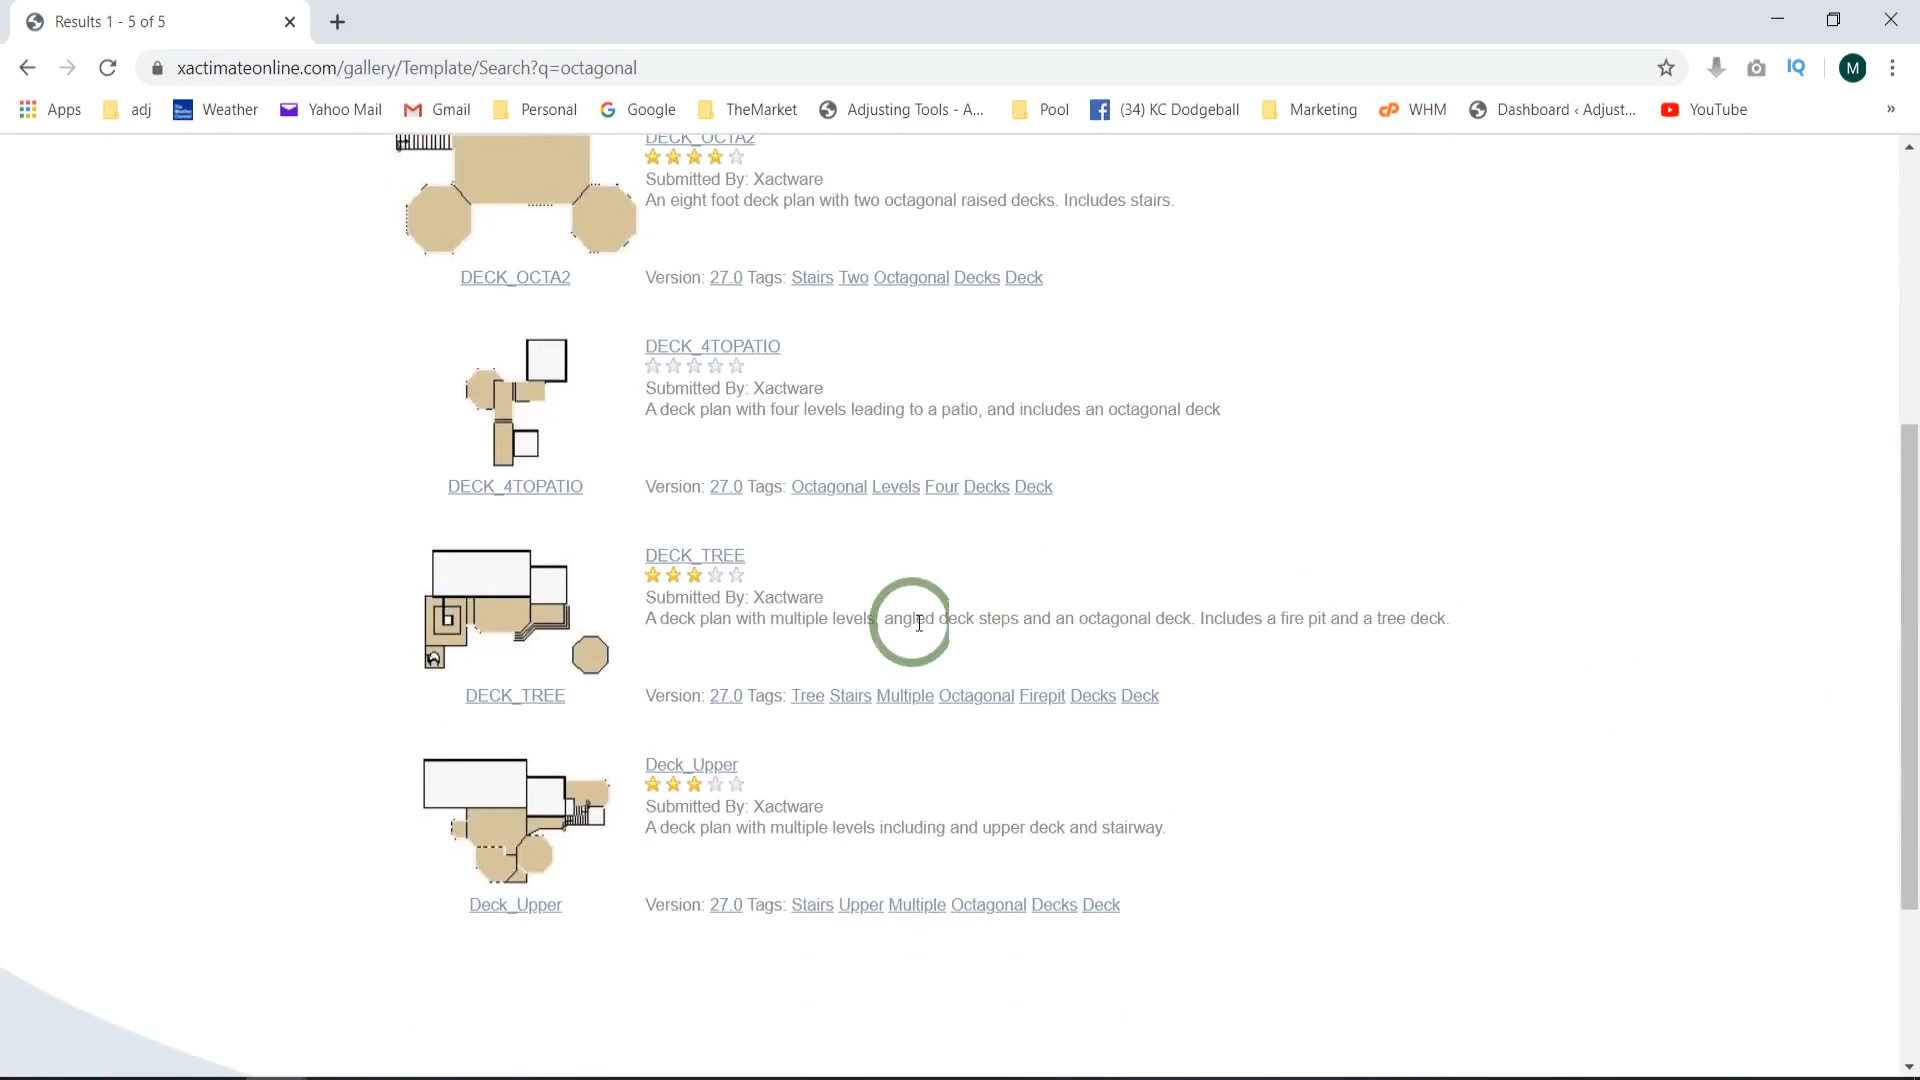 Results 1 - 5 of 5
xactimateonline.com/gallery/Template/Search?q=octagonal
IQ
M
Apps adj Weather Yahoo Mail Gmail Personal Google TheMarket Adjusting Tools - A... Pool (34) KC Dodgeball Marketing WHM Dashboard ‹ Adjust... YouTube »
DECK_OCTA2
Submitted By: Xactware
An eight foot deck plan with two octagonal raised decks. Includes stairs.
DECK_OCTA2 Version: 27.0 Tags: Stairs Two Octagonal Decks Deck
DECK_4TOPATIO
Submitted By: Xactware
A deck plan with four levels leading to a patio, and includes an octagonal deck
DECK_4TOPATIO Version: 27.0 Tags: Octagonal Levels Four Decks Deck
DECK_TREE
Submitted By: Xactware
A deck plan with multiple levels, angled deck steps and an octagonal deck. Includes a fire pit and a tree deck.
DECK_TREE Version: 27.0 Tags: Tree Stairs Multiple Octagonal Firepit Decks Deck
Deck_Upper
Submitted By: Xactware
A deck plan with multiple levels including and upper deck and stairway.
Deck_Upper Version: 27.0 Tags: Stairs Upper Multiple Octagonal Decks Deck